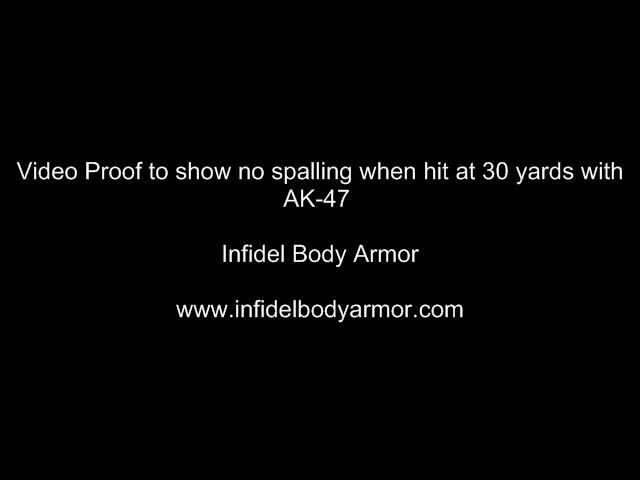 Video Proof to show no spalling when hit at 30 yards with
AK-47
Infidel Body Armor
www.infidelbodyarmor.com